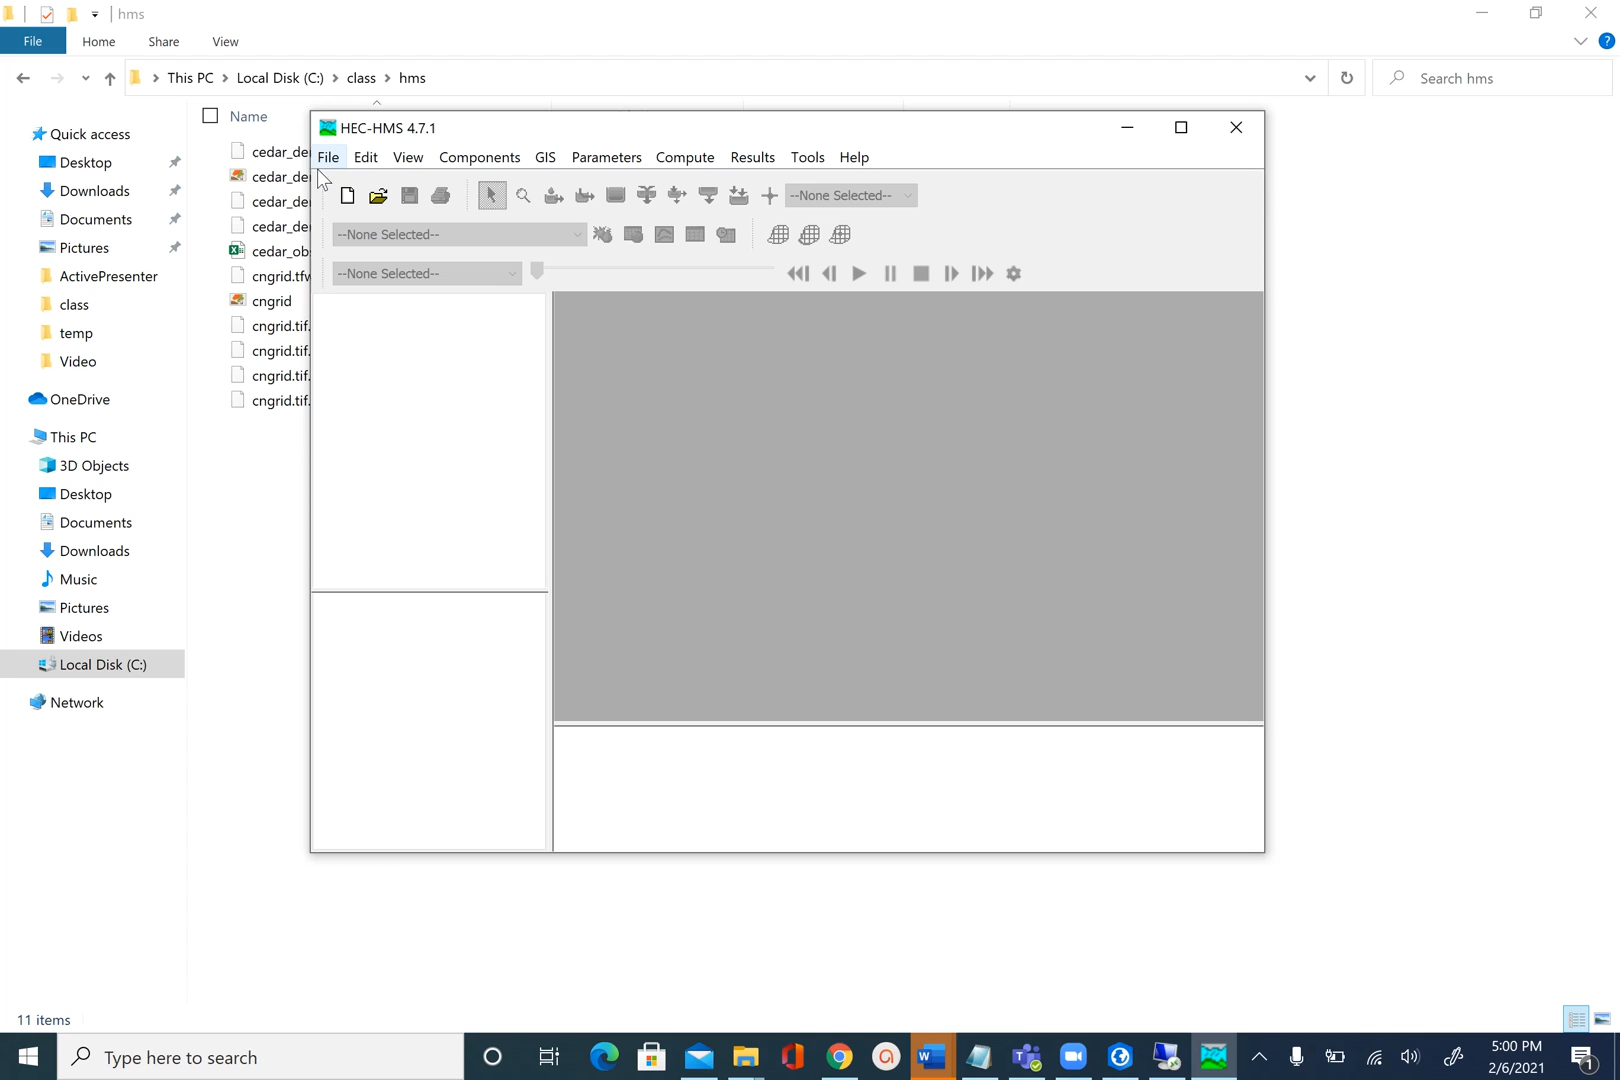 hms
File Home Share View
This PC Local Disk (C:) class hms
Search hms
Name
Quick access
Desktop
Downloads
Documents
Pictures
ActivePresenter
class
temp
Video
OneDrive
This PC
3D Objects
Desktop
Documents
Downloads
Music
Pictures
Videos
Local Disk (C:)
Network
cedar_de
cedar_de
cedar_de
cedar_de
cedar_ob
cngrid.tfw
cngrid
cngrid.tif.
cngrid.tif.
cngrid.tif.
cngrid.tif.
HEC-HMS 4.7.1
File Edit View Components GIS Parameters Compute Results Tools Help
--None Selected--
--None Selected--
--None Selected--
11 items
Type here to search
5:00 PM
2/6/2021
1